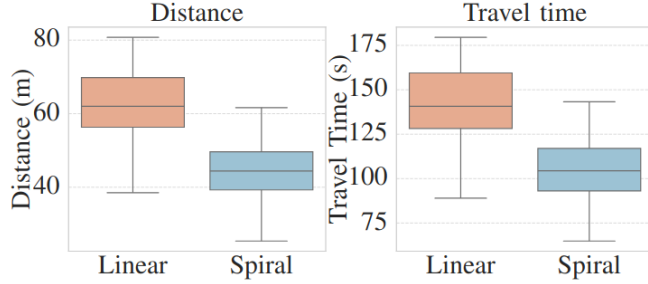 Distance
Distance (m)
80
60
40
Linear
Spiral
Travel time
Travel Time (s)
175
150
125
100
75
Linear
Spiral